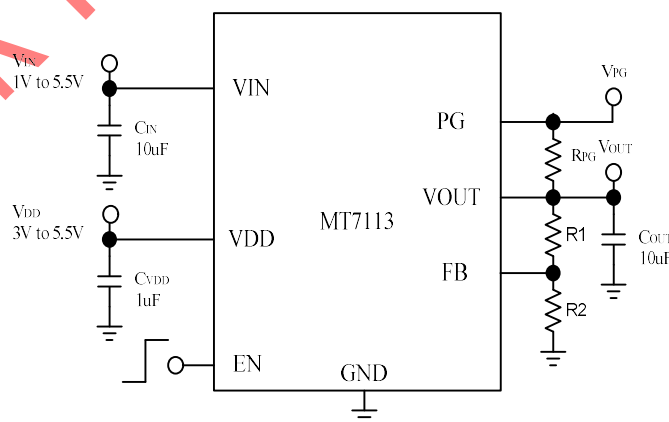 VIN
1V to 5.5V
CIN
10uF
VDD
3V to 5.5V
CVDD
1uF
VIN
VDD
EN
MT7113
GND
PG
VOUT
FB
VPG
RPG
VOUT
R1
R2
COUT
10uF